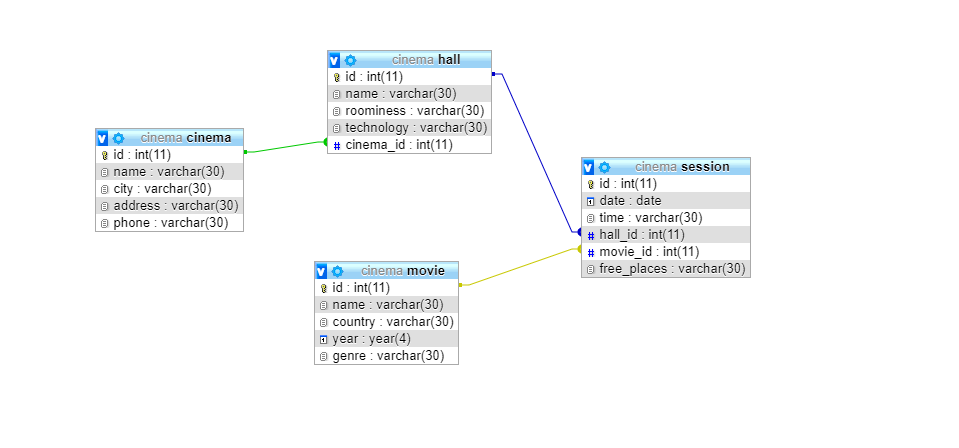 cinema hall
id : int(11)
name : varchar(30)
roominess : varchar(30)
technology : varchar(30)
# cinema_id : int(11)
cinema cinema
id : int(11)
name : varchar(30)
city : varchar(30)
address : varchar(30)
phone : varchar(30)
cinema session
id : int(11)
date : date
time : varchar(30)
# hall_id : int(11)
# movie_id : int(11)
free_places : varchar(30)
cinema movie
id : int(11)
name : varchar(30)
country : varchar(30)
year : year(4)
genre : varchar(30)